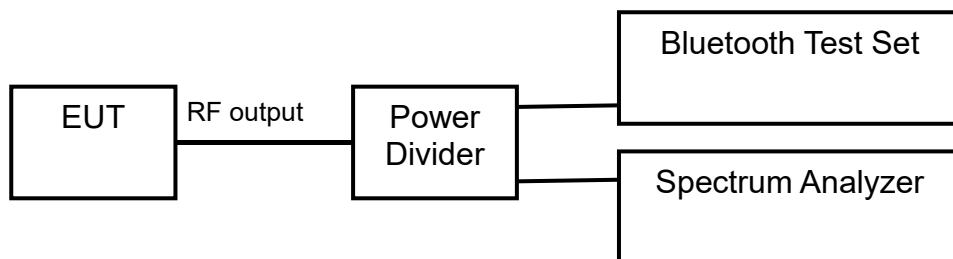 EUT
RF output
Power
Divider
Bluetooth Test Set
Spectrum Analyzer